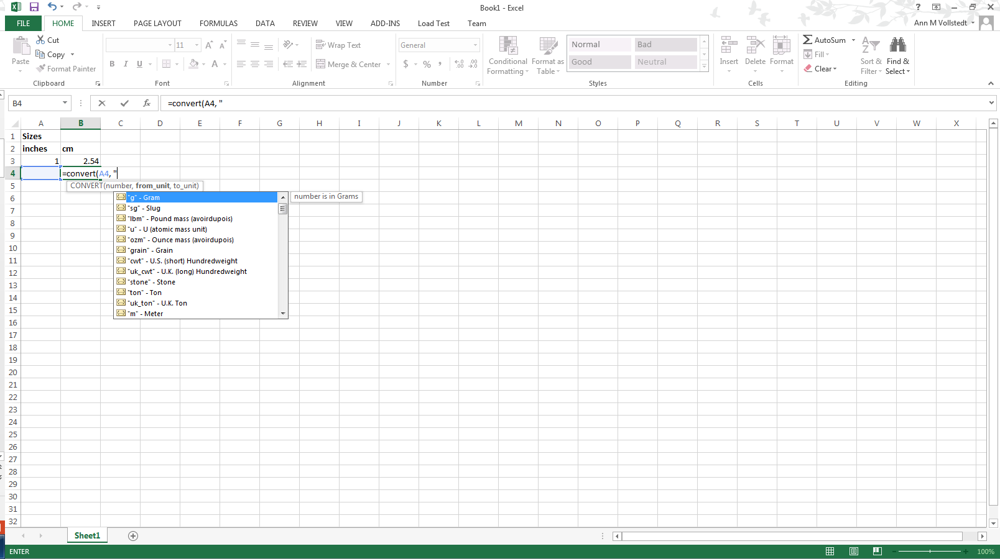 Book1 - Excel
?
FILE HOME INSERT PAGE LAYOUT FORMULAS DATA REVIEW VIEW ADD-INS Load Test Team
Ann M Vollstedt
Paste
Cut
Copy
Format Painter
Clipboard
11
A A
B I U A
Font
Wrap Text
Merge & Center
Alignment
General
$ % , .0 .00
Number
Conditional Formatting
Format as Table
Normal Bad
Good Neutral
Styles
Insert Delete Format
Cells
AutoSum
Fill
Clear
Sort & Filter
Find & Select
Editing
B4
fx
=convert(A4, "
A B C D E F G H I J K L M N O P Q R S T U V W X
1 Sizes
2 inches cm
3 1 2.54
4 =convert(A4, "
CONVERT(number, from_unit, to_unit)
"g" - Gram
number is in Grams
"sg" - Slug
"lbm" - Pound mass (avoirdupois)
"u" - U (atomic mass unit)
"ozm" - Ounce mass (avoirdupois)
"grain" - Grain
"cwt" - U.S. (short) Hundredweight
"uk_cwt" - U.K. (long) Hundredweight
"stone" - Stone
"ton" - Ton
"uk_ton" - U.K. Ton
"m" - Meter
5
6
7
8
9
10
11
12
13
14
15
16
17
18
19
20
21
22
23
24
25
26
27
28
29
30
31
32
Sheet1
ENTER
100%